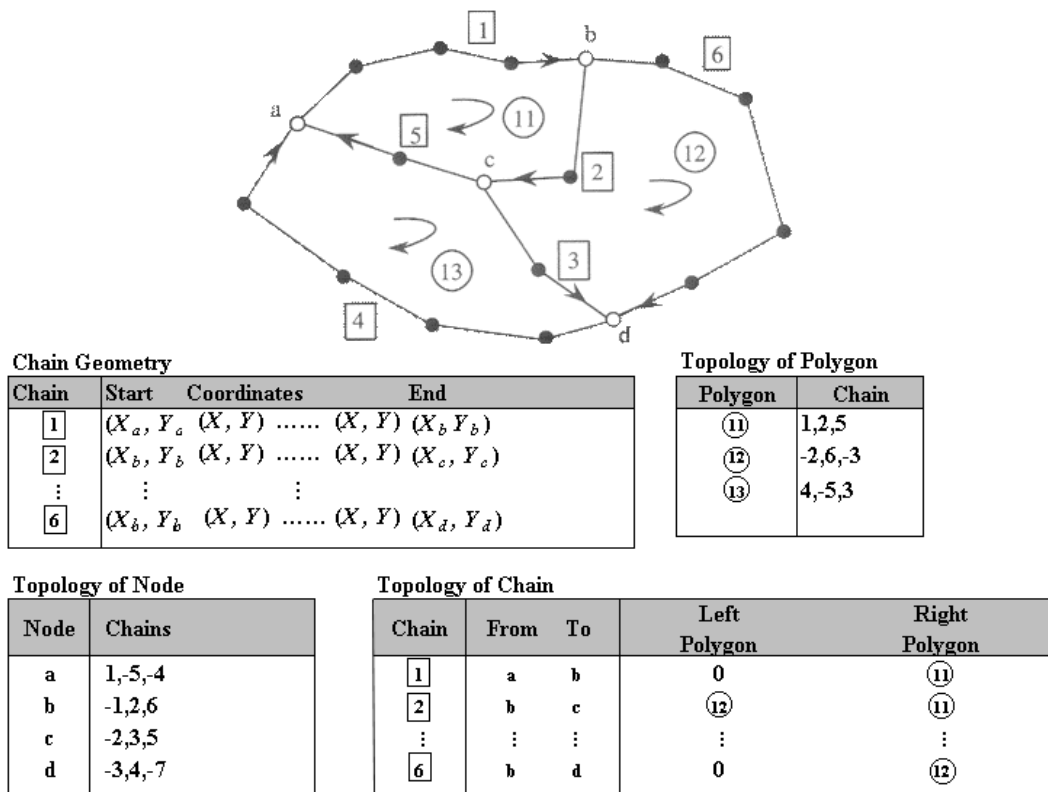 1
b
6
a
11
5
c
12
2
13
3
4
d
Chain Geometry
Chain Start Coordinates End
1 (Xa, Ya (X, Y) ...... (X, Y) (Xb Yb)
2 (Xb, Yb (X, Y) ...... (X, Y) (Xc, Yc)
⋮ ⋮ ⋮
6 (Xb, Yb (X, Y) ...... (X, Y) (Xd, Yd)
Topology of Polygon
Polygon Chain
11 1,2,5
12 -2,6,-3
13 4,-5,3
Topology of Node
Node Chains
a 1,-5,-4
b -1,2,6
c -2,3,5
d -3,4,-7
Topology of Chain
Chain From To Left Polygon Right Polygon
1 a b 0 11
2 b c 12 11
⋮ ⋮ ⋮ ⋮ ⋮
6 b d 0 12